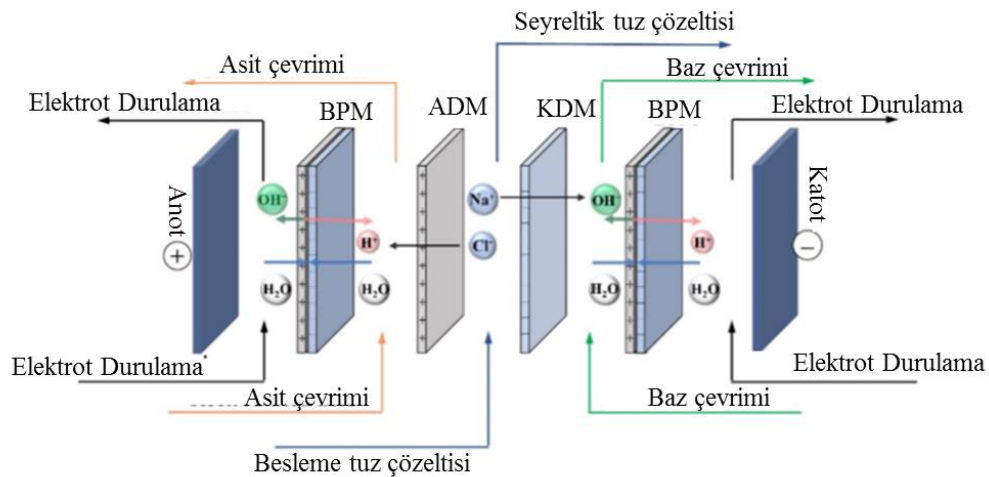 Seyreltik tuz çözeltisi
Asit çevrimi
Baz çevrimi
Elektrot Durulama
BPM
ADM
KDM
BPM
Elektrot Durulama
Anot
+
OH⁻
H⁺
H₂O
H₂O
Na⁺
Cl⁻
OH⁻
H⁺
H₂O
H₂O
Katot
−
Elektrot Durulama
Elektrot Durulama
Asit çevrimi
Baz çevrimi
Besleme tuz çözeltisi